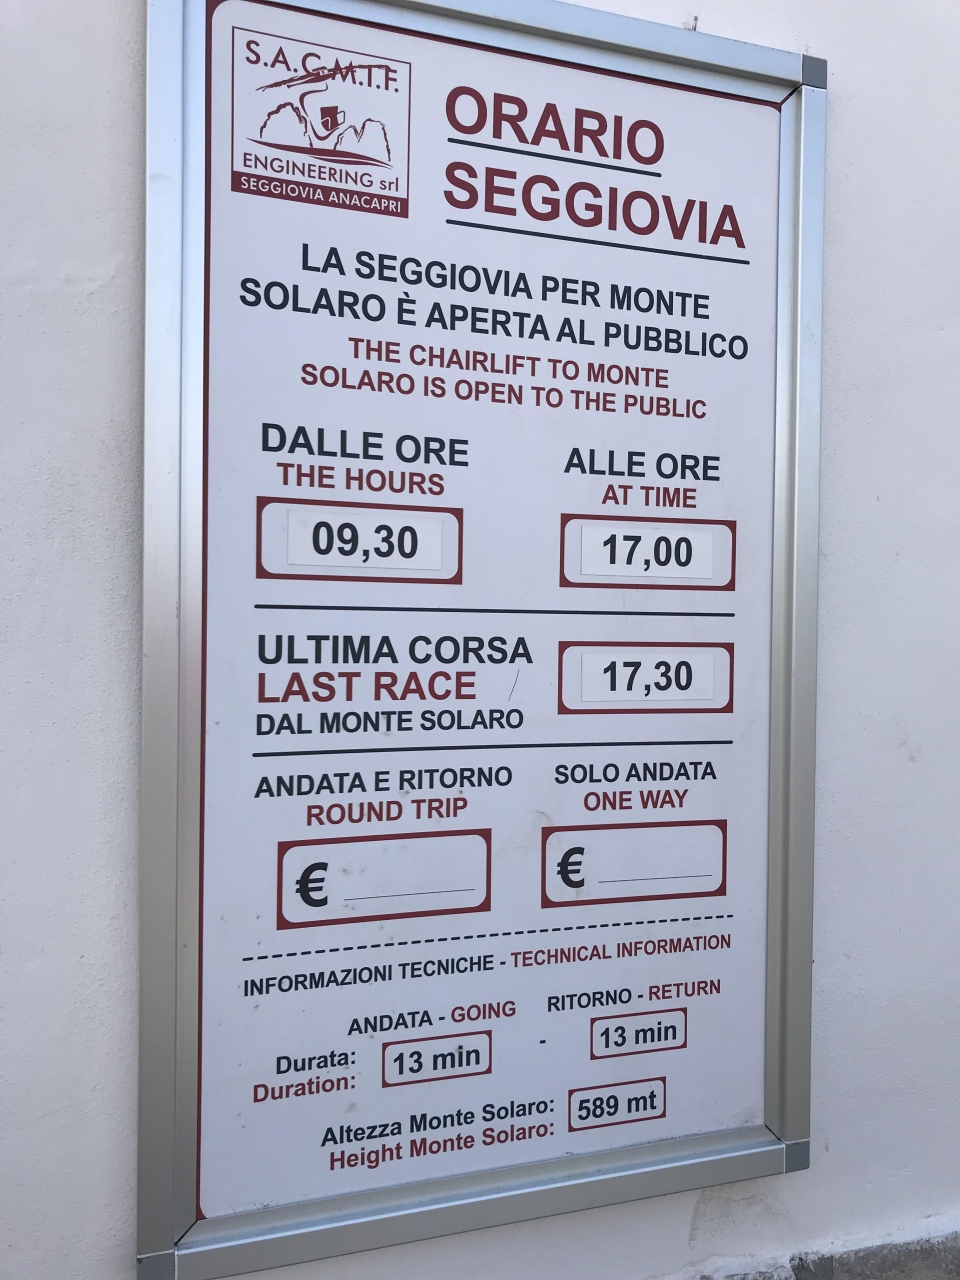 S.A.G.M.I.F.
ENGINEERING srl
SEGGIOVIA ANACAPRI
ORARIO
SEGGIOVIA
LA SEGGIOVIA PER MONTE
SOLARO È APERTA AL PUBBLICO
THE CHAIRLIFT TO MONTE
SOLARO IS OPEN TO THE PUBLIC
DALLE ORE
THE HOURS
09,30
ALLE ORE
AT TIME
17,00
ULTIMA CORSA
LAST RACE
DAL MONTE SOLARO
17,30
ANDATA E RITORNO
ROUND TRIP
€
SOLO ANDATA
ONE WAY
€
INFORMAZIONI TECNICHE - TECHNICAL INFORMATION
ANDATA - GOING
RITORNO - RETURN
Durata:
Duration:
13 min
-
13 min
Altezza Monte Solaro:
Height Monte Solaro:
589 mt